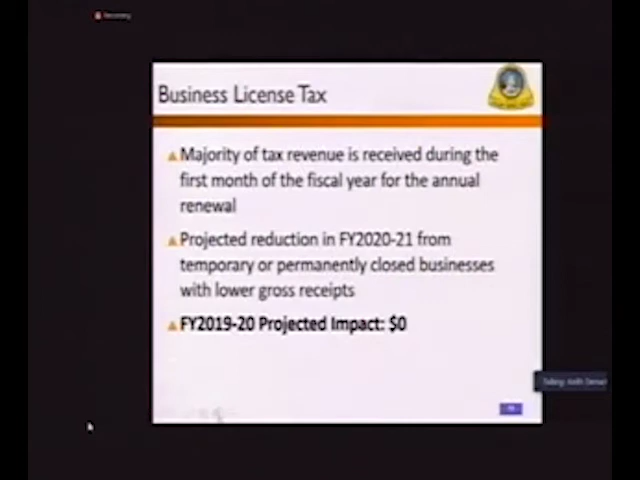 Recording
Business License Tax
Majority of tax revenue is received during the
first month of the fiscal year for the annual
renewal
Projected reduction in FY2020-21 from
temporary or permanently closed businesses
with lower gross receipts
FY2019-20 Projected Impact: $0
Talking: